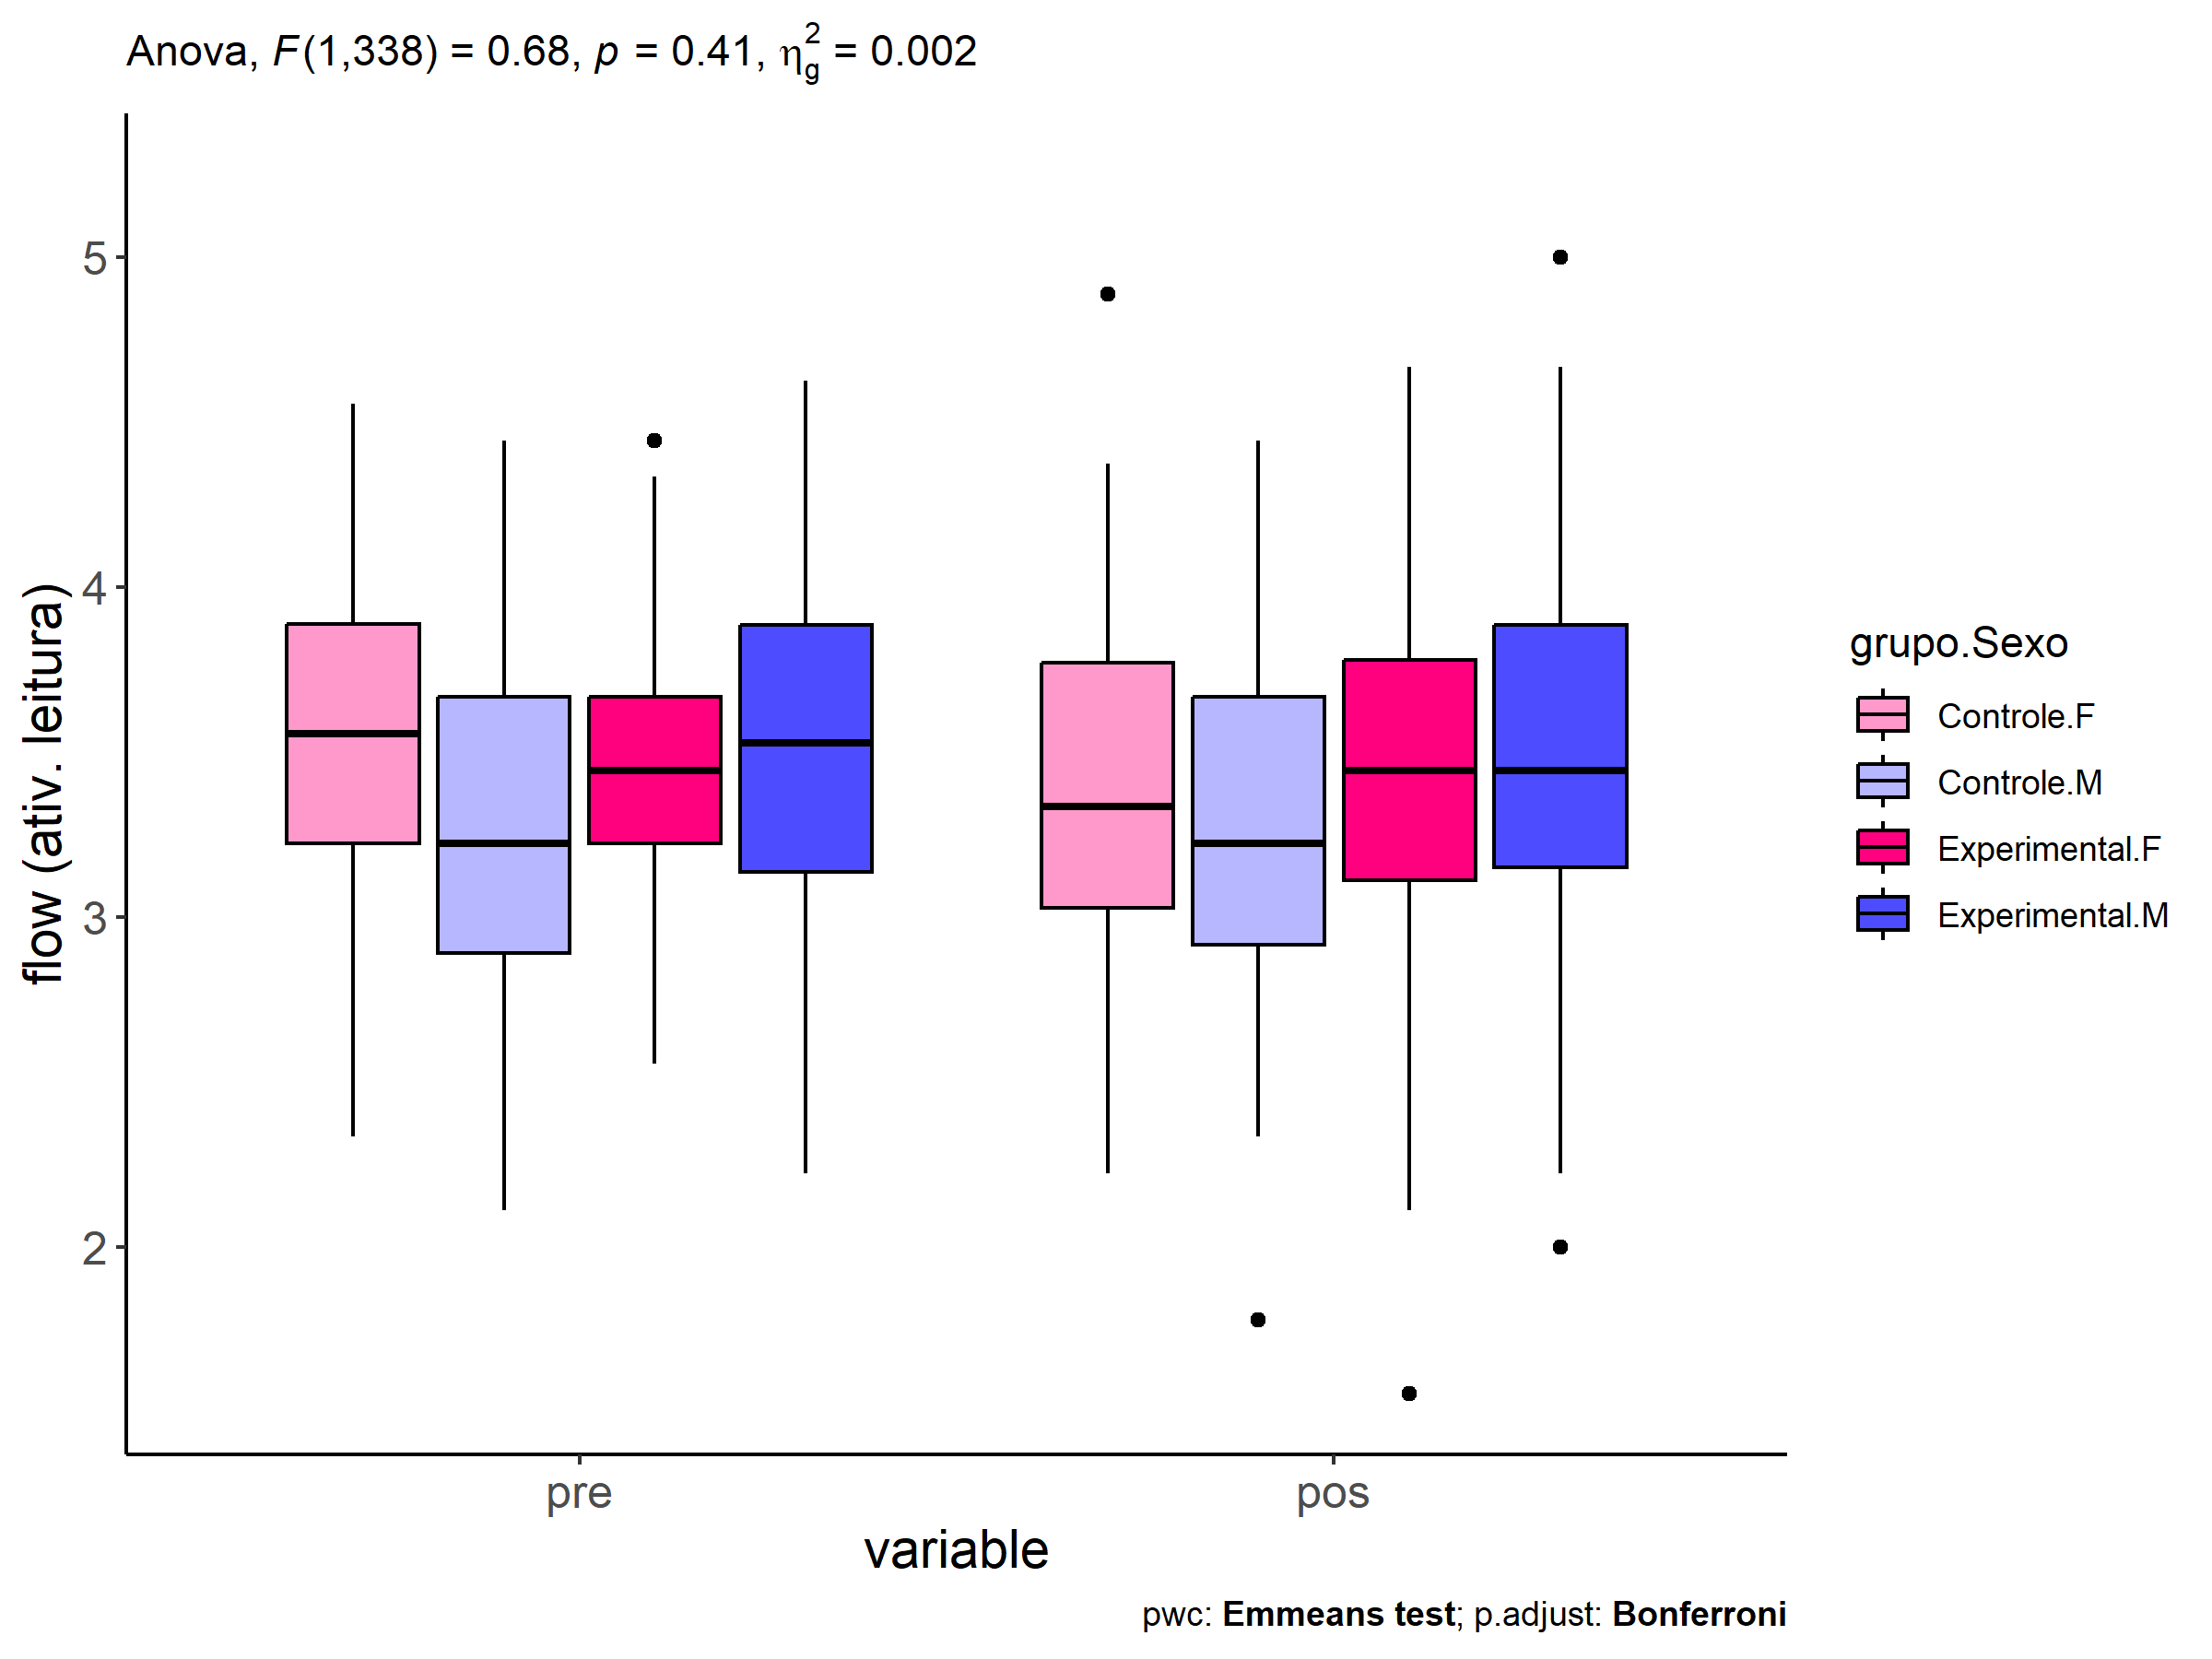 Anova, F(1,338) = 0.68, p = 0.41, η²g = 0.002
flow (ativ. leitura)
5
4
3
2
pre
pos
variable
grupo.Sexo
Controle.F
Controle.M
Experimental.F
Experimental.M
pwc: Emmeans test; p.adjust: Bonferroni